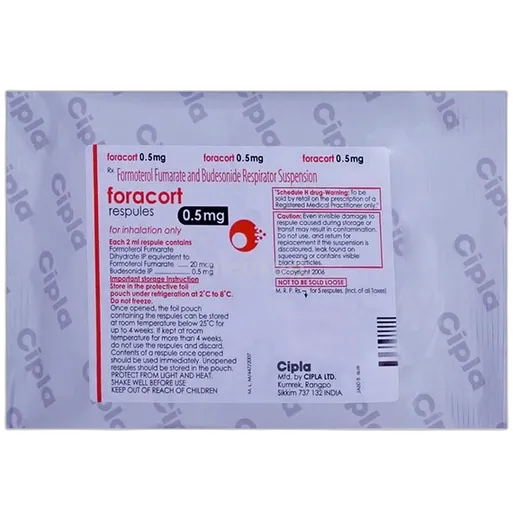 Cipla
foracort 0.5mg foracort 0.5mg foracort 0.5mg
Rx Formoterol Fumarate and Budesonide Respirator Suspension
foracort
respules 0.5 mg
for inhalation only
Each 2 ml respule contains
Formoterol Fumarate
Dihydrate IP equivalent to
Formoterol Fumarate ..... 20 mcg
Budesonide IP ............. 0.5 mg
Important storage Instruction
Store in the protective foil
pouch under refrigeration at 2°C to 8°C.
Do not freeze.
Once opened, the foil pouch
containing the respules can be stored
at room temperature below 25°C for
up to 4 weeks. If kept at room
temperature for more than 4 weeks,
do not use the respules and discard.
Contents of a respule once opened
should be used immediately. Unopened
respules should be stored in the pouch.
PROTECT FROM LIGHT AND HEAT.
SHAKE WELL BEFORE USE
KEEP OUT OF REACH OF CHILDREN
"Schedule H drug-Warning: To be
sold by retail on the prescription of a
Registered Medical Practitioner only."
Caution: Even invisible damage to
respule caused during storage or
transit may result in contamination.
Do not use, and return for
replacement if the suspension is
discoloured, leak found on
squeezing or contains visible
black particles.
© Copyright 2006
NOT TO BE SOLD LOOSE
M. R. P. Rs. for 5 respules. (Incl. of all Taxes)
Cipla
Mfd. by CIPLA LTD.
Kumrek, Rangpo
Sikkim 737 132 INDIA